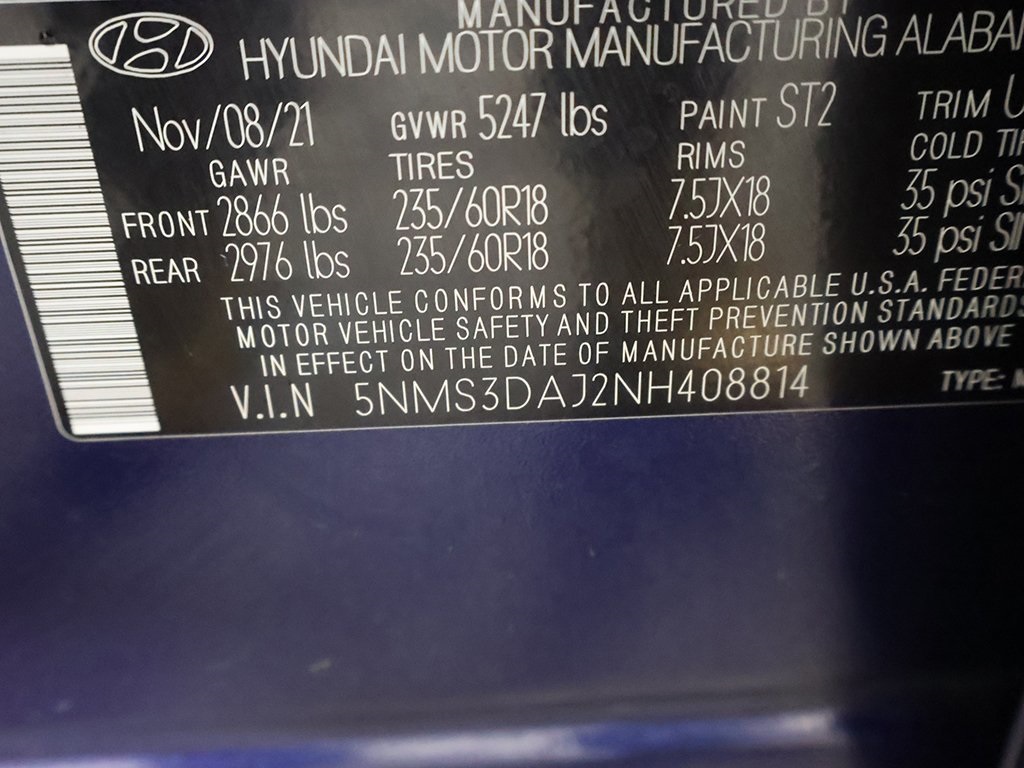 MANUFACTURED BY
HYUNDAI MOTOR MANUFACTURING
Nov/08/21 GVWR 5247 lbs PAINT ST2 TRIM
GAWR TIRES RIMS COLD
FRONT 2866 lbs 235/60R18 7.5JX18 35 psi
REAR 2976 lbs 235/60R18 7.5JX18 35 psi
THIS VEHICLE CONFORMS TO ALL APPLICABLE U.S.A.
MOTOR VEHICLE SAFETY AND THEFT PREVENTION STANDARDS
IN EFFECT ON THE DATE OF MANUFACTURE SHOWN ABOVE
V.I.N 5NMS3DAJ2NH408814 TYPE: